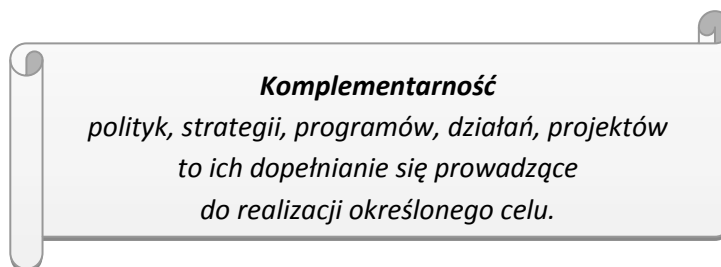 Komplementarność
polityk, strategii, programów, działań, projektów
to ich dopełnianie się prowadzące
do realizacji określonego celu.